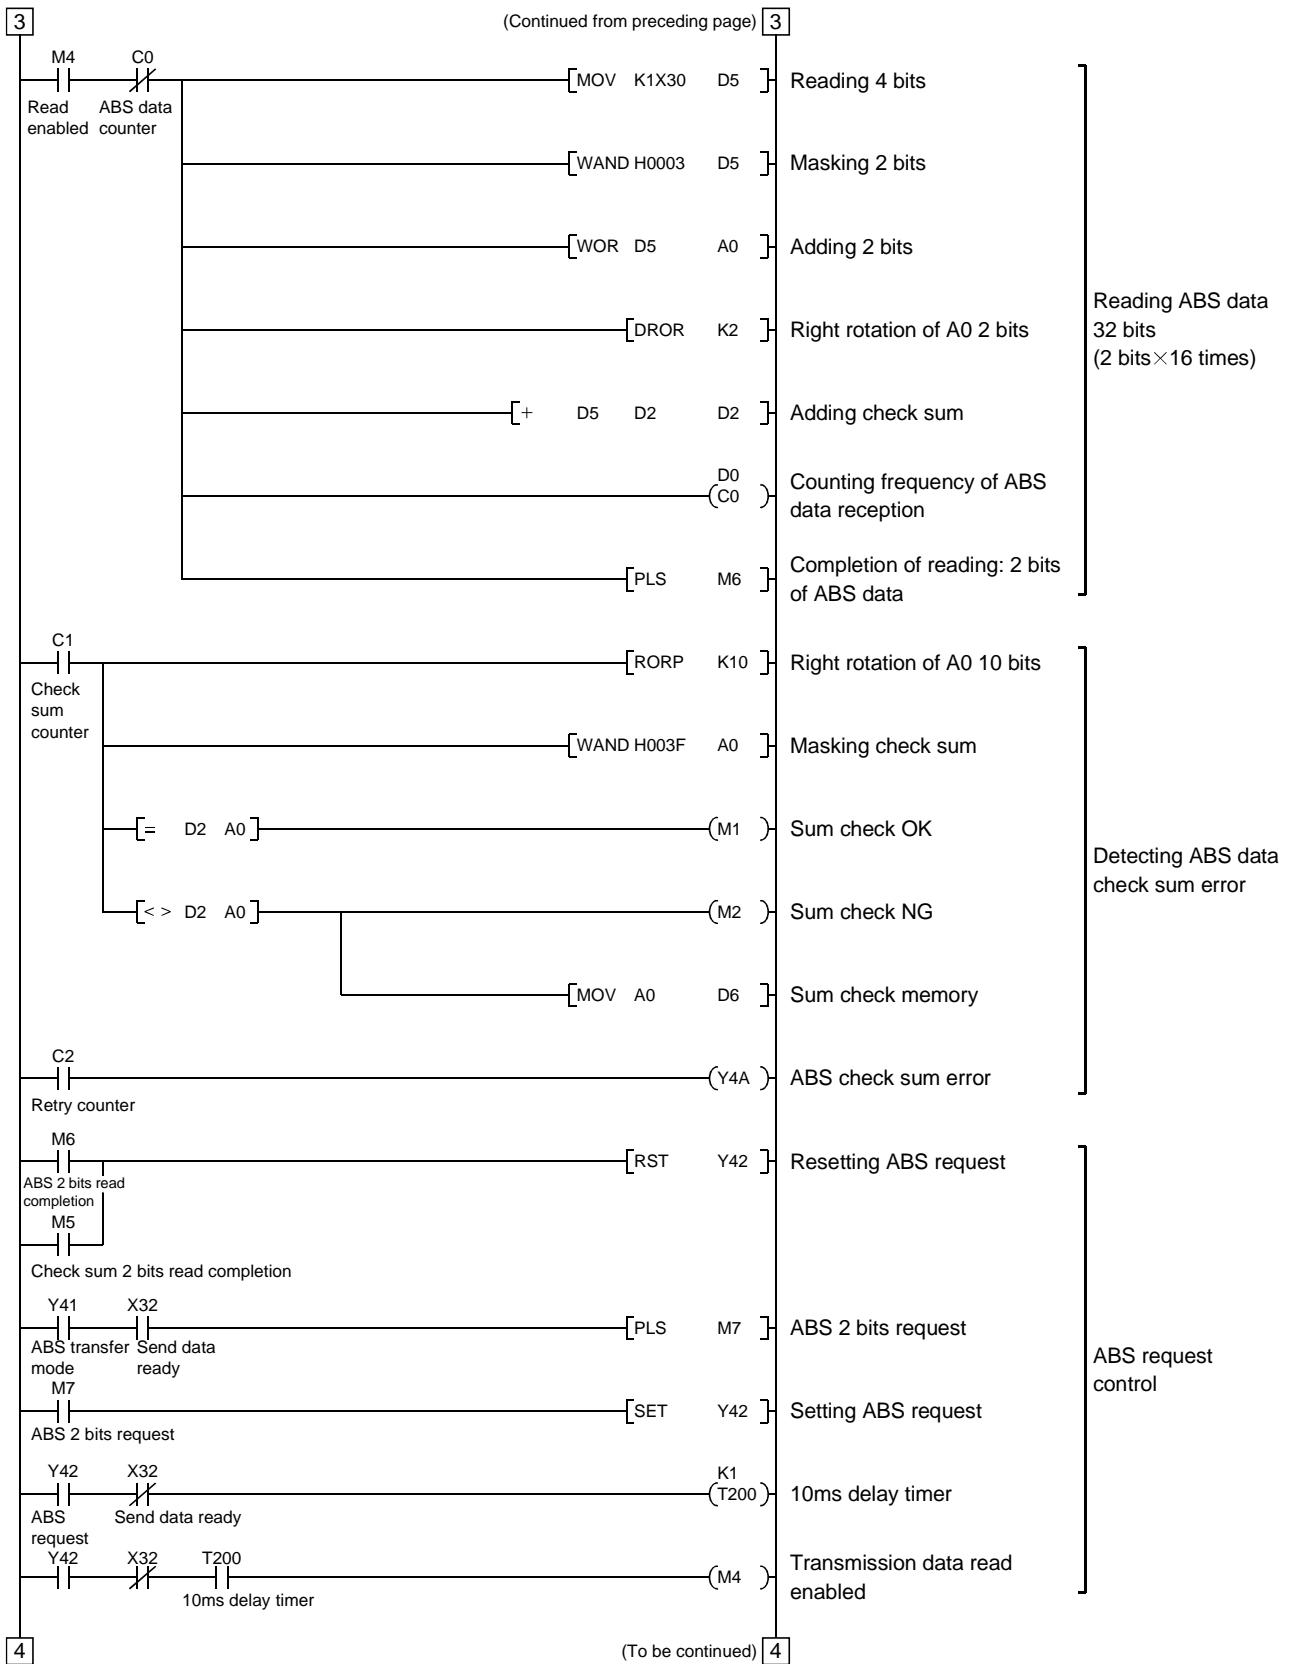 3 (Continued from preceding page) 3
M4 C0
MOV K1X30 D5 Reading 4 bits
Read ABS data
enabled counter
WAND H0003 D5 Masking 2 bits
WOR D5 A0 Adding 2 bits
Reading ABS data
32 bits
(2 bits×16 times)
DROR K2 Right rotation of A0 2 bits
+ D5 D2 D2 Adding check sum
D0
C0 Counting frequency of ABS
data reception
PLS M6 Completion of reading: 2 bits
of ABS data
C1
RORP K10 Right rotation of A0 10 bits
Check
sum
counter
WAND H003F A0 Masking check sum
= D2 A0 M1 Sum check OK
Detecting ABS data
check sum error
< > D2 A0 M2 Sum check NG
MOV A0 D6 Sum check memory
C2
Y4A ABS check sum error
Retry counter
M6
RST Y42 Resetting ABS request
ABS 2 bits read
completion
M5
Check sum 2 bits read completion
Y41 X32
PLS M7 ABS 2 bits request
ABS transfer Send data
mode ready
ABS request
control
M7
SET Y42 Setting ABS request
ABS 2 bits request
Y42 X32 K1
T200 10ms delay timer
ABS Send data ready
request
Y42 X32 T200
M4 Transmission data read
enabled
10ms delay timer
4 (To be continued) 4